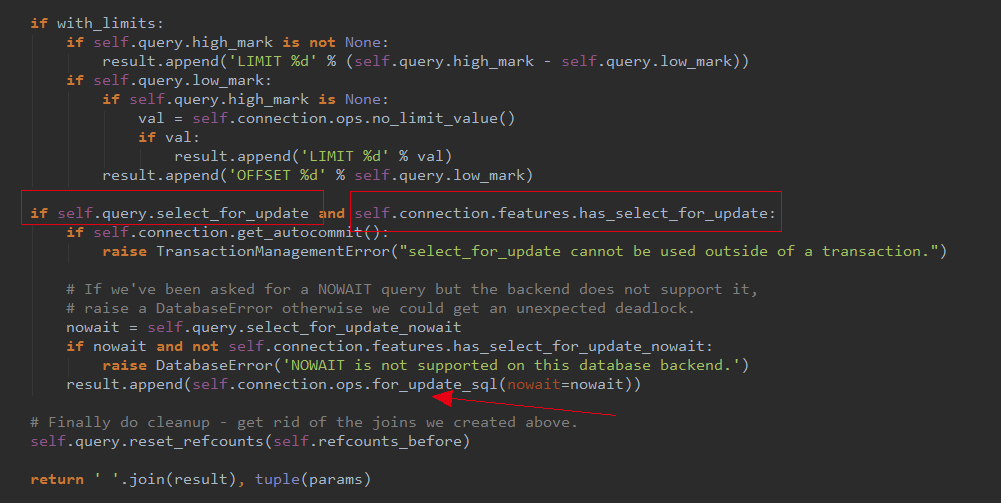 if with_limits:
    if self.query.high_mark is not None:
        result.append('LIMIT %d' % (self.query.high_mark - self.query.low_mark))
    if self.query.low_mark:
        if self.query.high_mark is None:
            val = self.connection.ops.no_limit_value()
            if val:
                result.append('LIMIT %d' % val)
        result.append('OFFSET %d' % self.query.low_mark)
if self.query.select_for_update and self.connection.features.has_select_for_update:
    if self.connection.get_autocommit():
        raise TransactionManagementError("select_for_update cannot be used outside of a transaction.")
    # If we've been asked for a NOWAIT query but the backend does not support it,
    # raise a DatabaseError otherwise we could get an unexpected deadlock.
    nowait = self.query.select_for_update_nowait
    if nowait and not self.connection.features.has_select_for_update_nowait:
        raise DatabaseError('NOWAIT is not supported on this database backend.')
    result.append(self.connection.ops.for_update_sql(nowait=nowait))
# Finally do cleanup - get rid of the joins we created above.
self.query.reset_refcounts(self.refcounts_before)
return ' '.join(result), tuple(params)